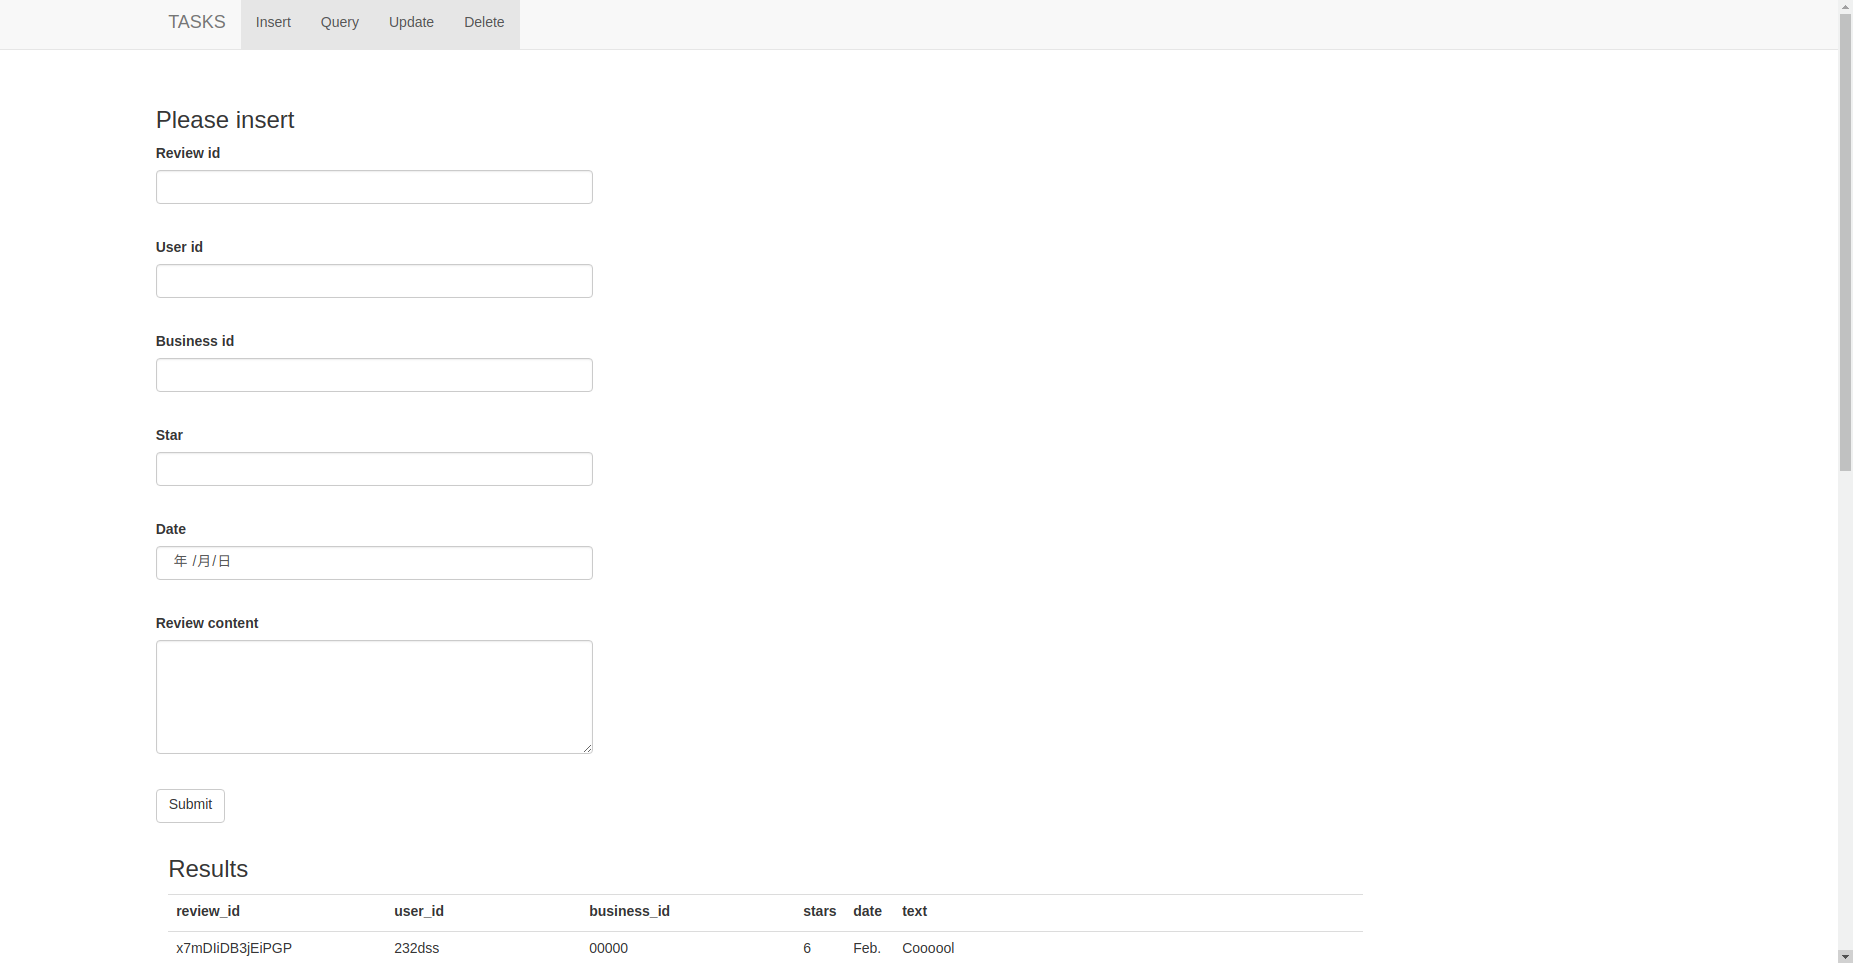 TASKS Insert Query Update Delete
Please insert
Review id
User id
Business id
Star
Date
年 /月/日
Review content
Submit
Results
review_id user_id business_id stars date text
x7mDIiDB3jEiPGP 232dss 00000 6 Feb. Coooool